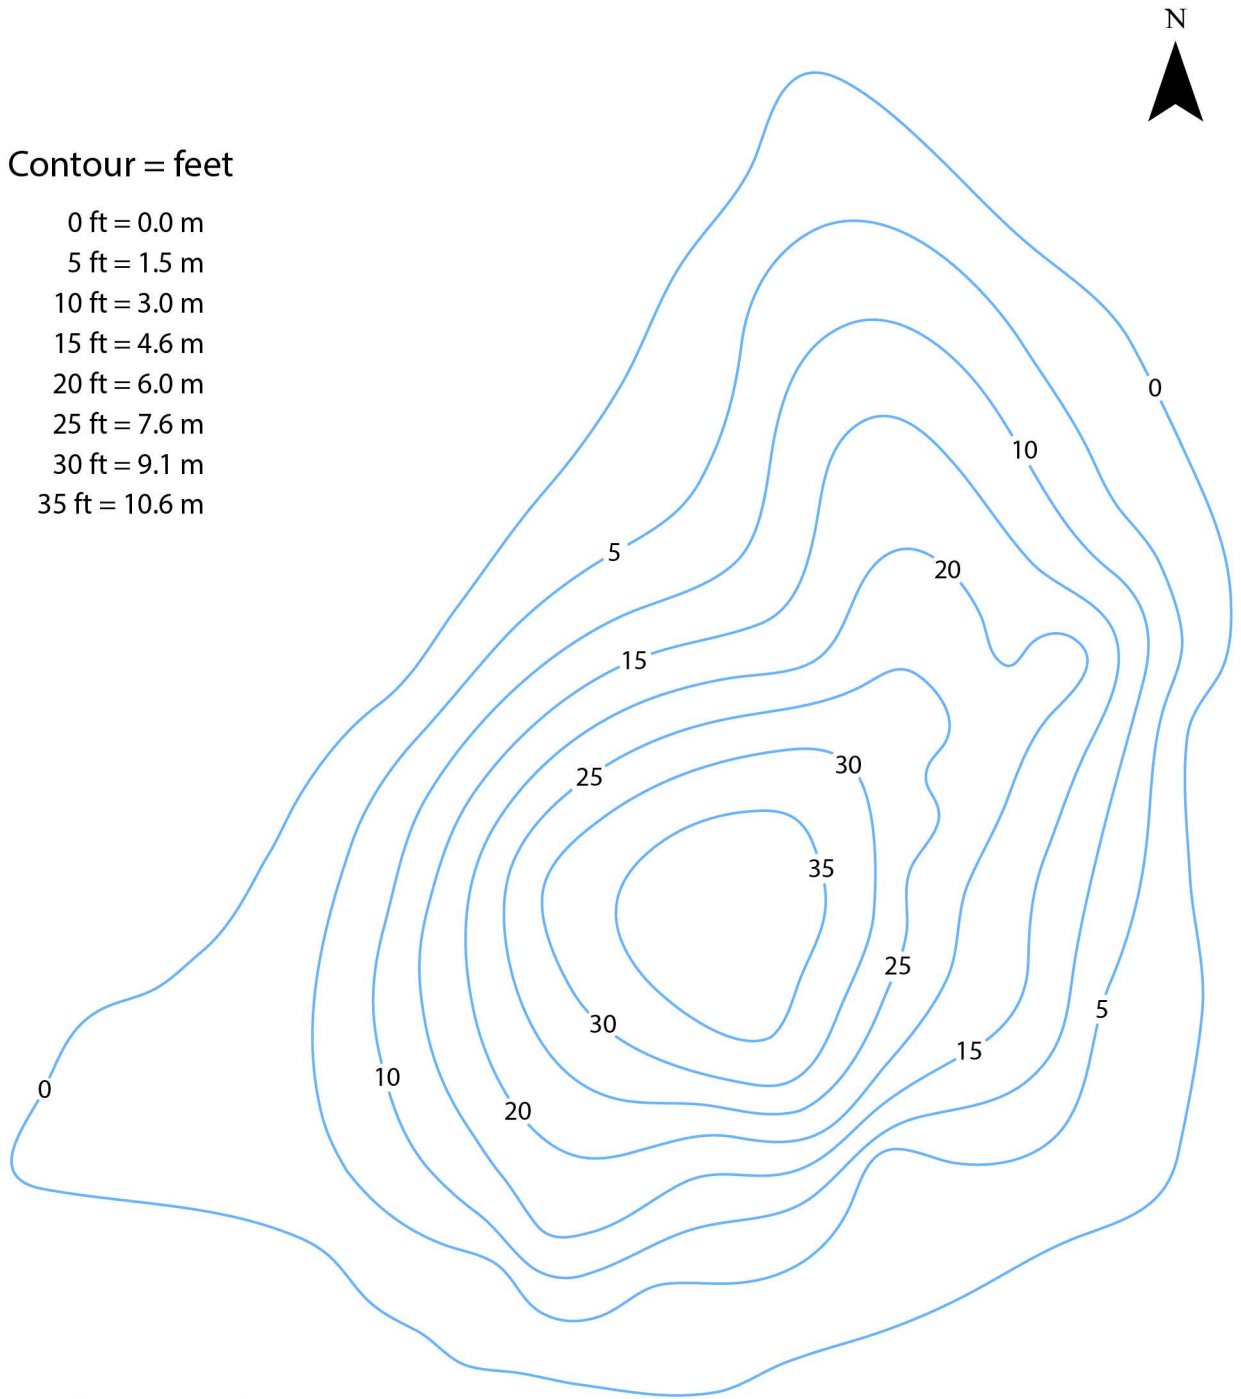 N
Contour = feet
0 ft = 0.0 m
5 ft = 1.5 m
10 ft = 3.0 m
15 ft = 4.6 m
20 ft = 6.0 m
25 ft = 7.6 m
30 ft = 9.1 m
35 ft = 10.6 m
0
10
5
20
15
30
25
35
25
5
30
15
10
0
20